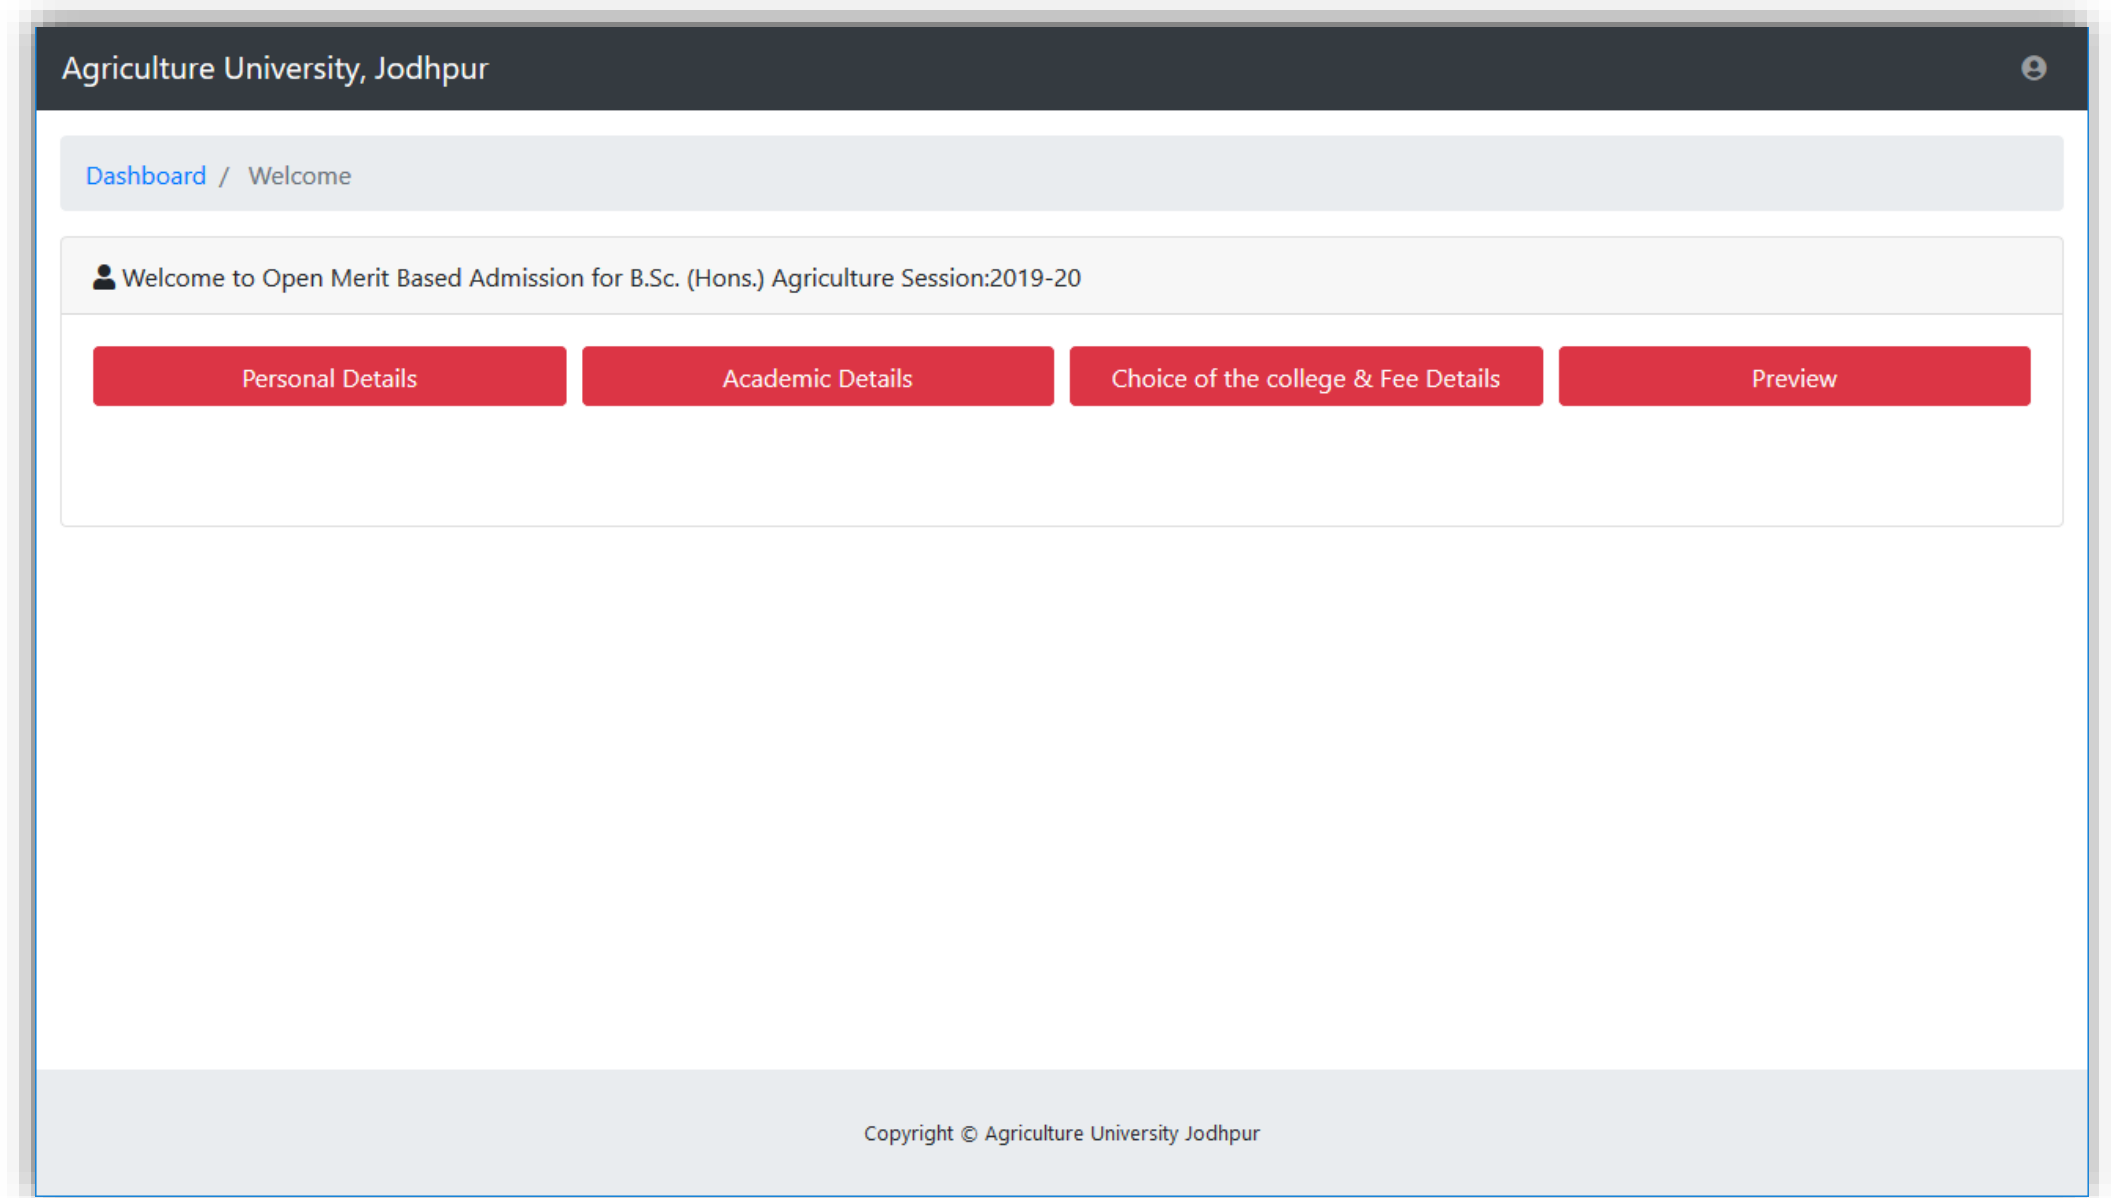 Agriculture University, Jodhpur
Dashboard / Welcome
Welcome to Open Merit Based Admission for B.Sc. (Hons.) Agriculture Session:2019-20
Personal Details
Academic Details
Choice of the college & Fee Details
Preview
Copyright © Agriculture University Jodhpur